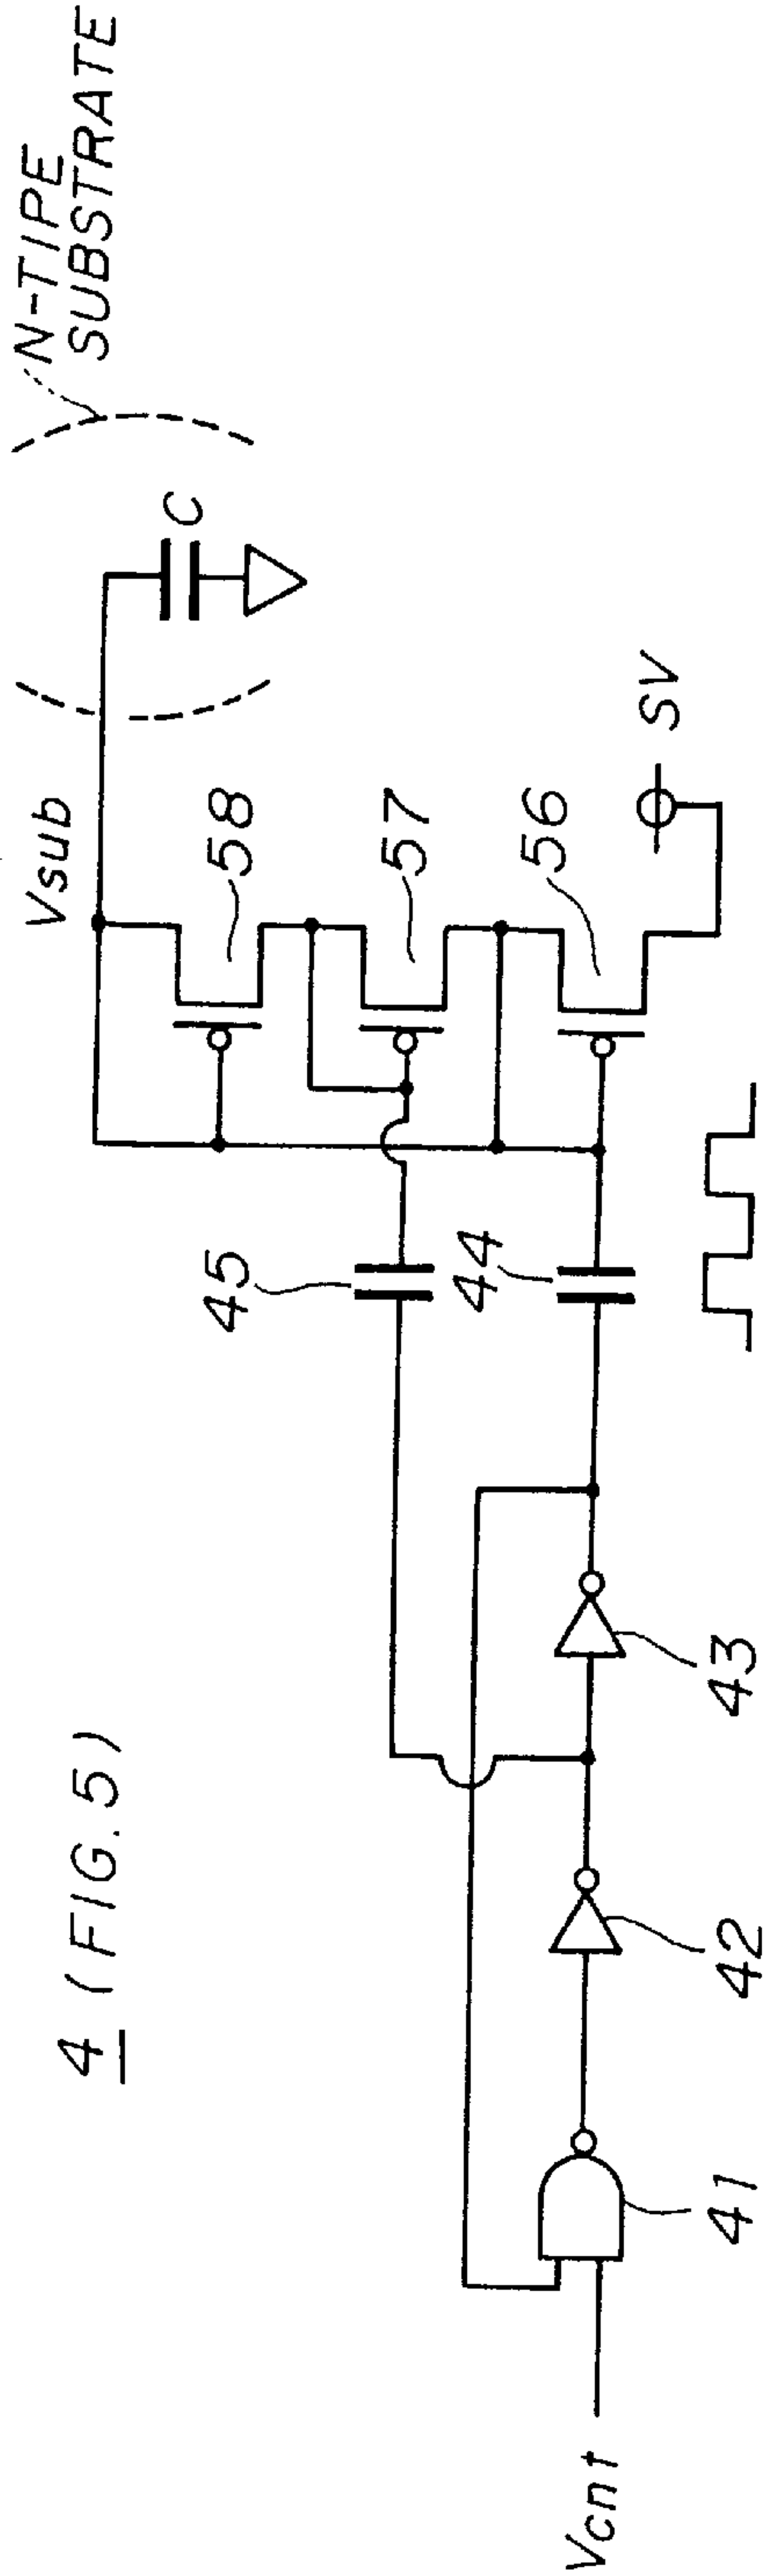 4 (FIG. 5)
N-TIPE
SUBSTRATE
Vsub
C
58
57
56
SV
45
44
43
42
41
Vcnt